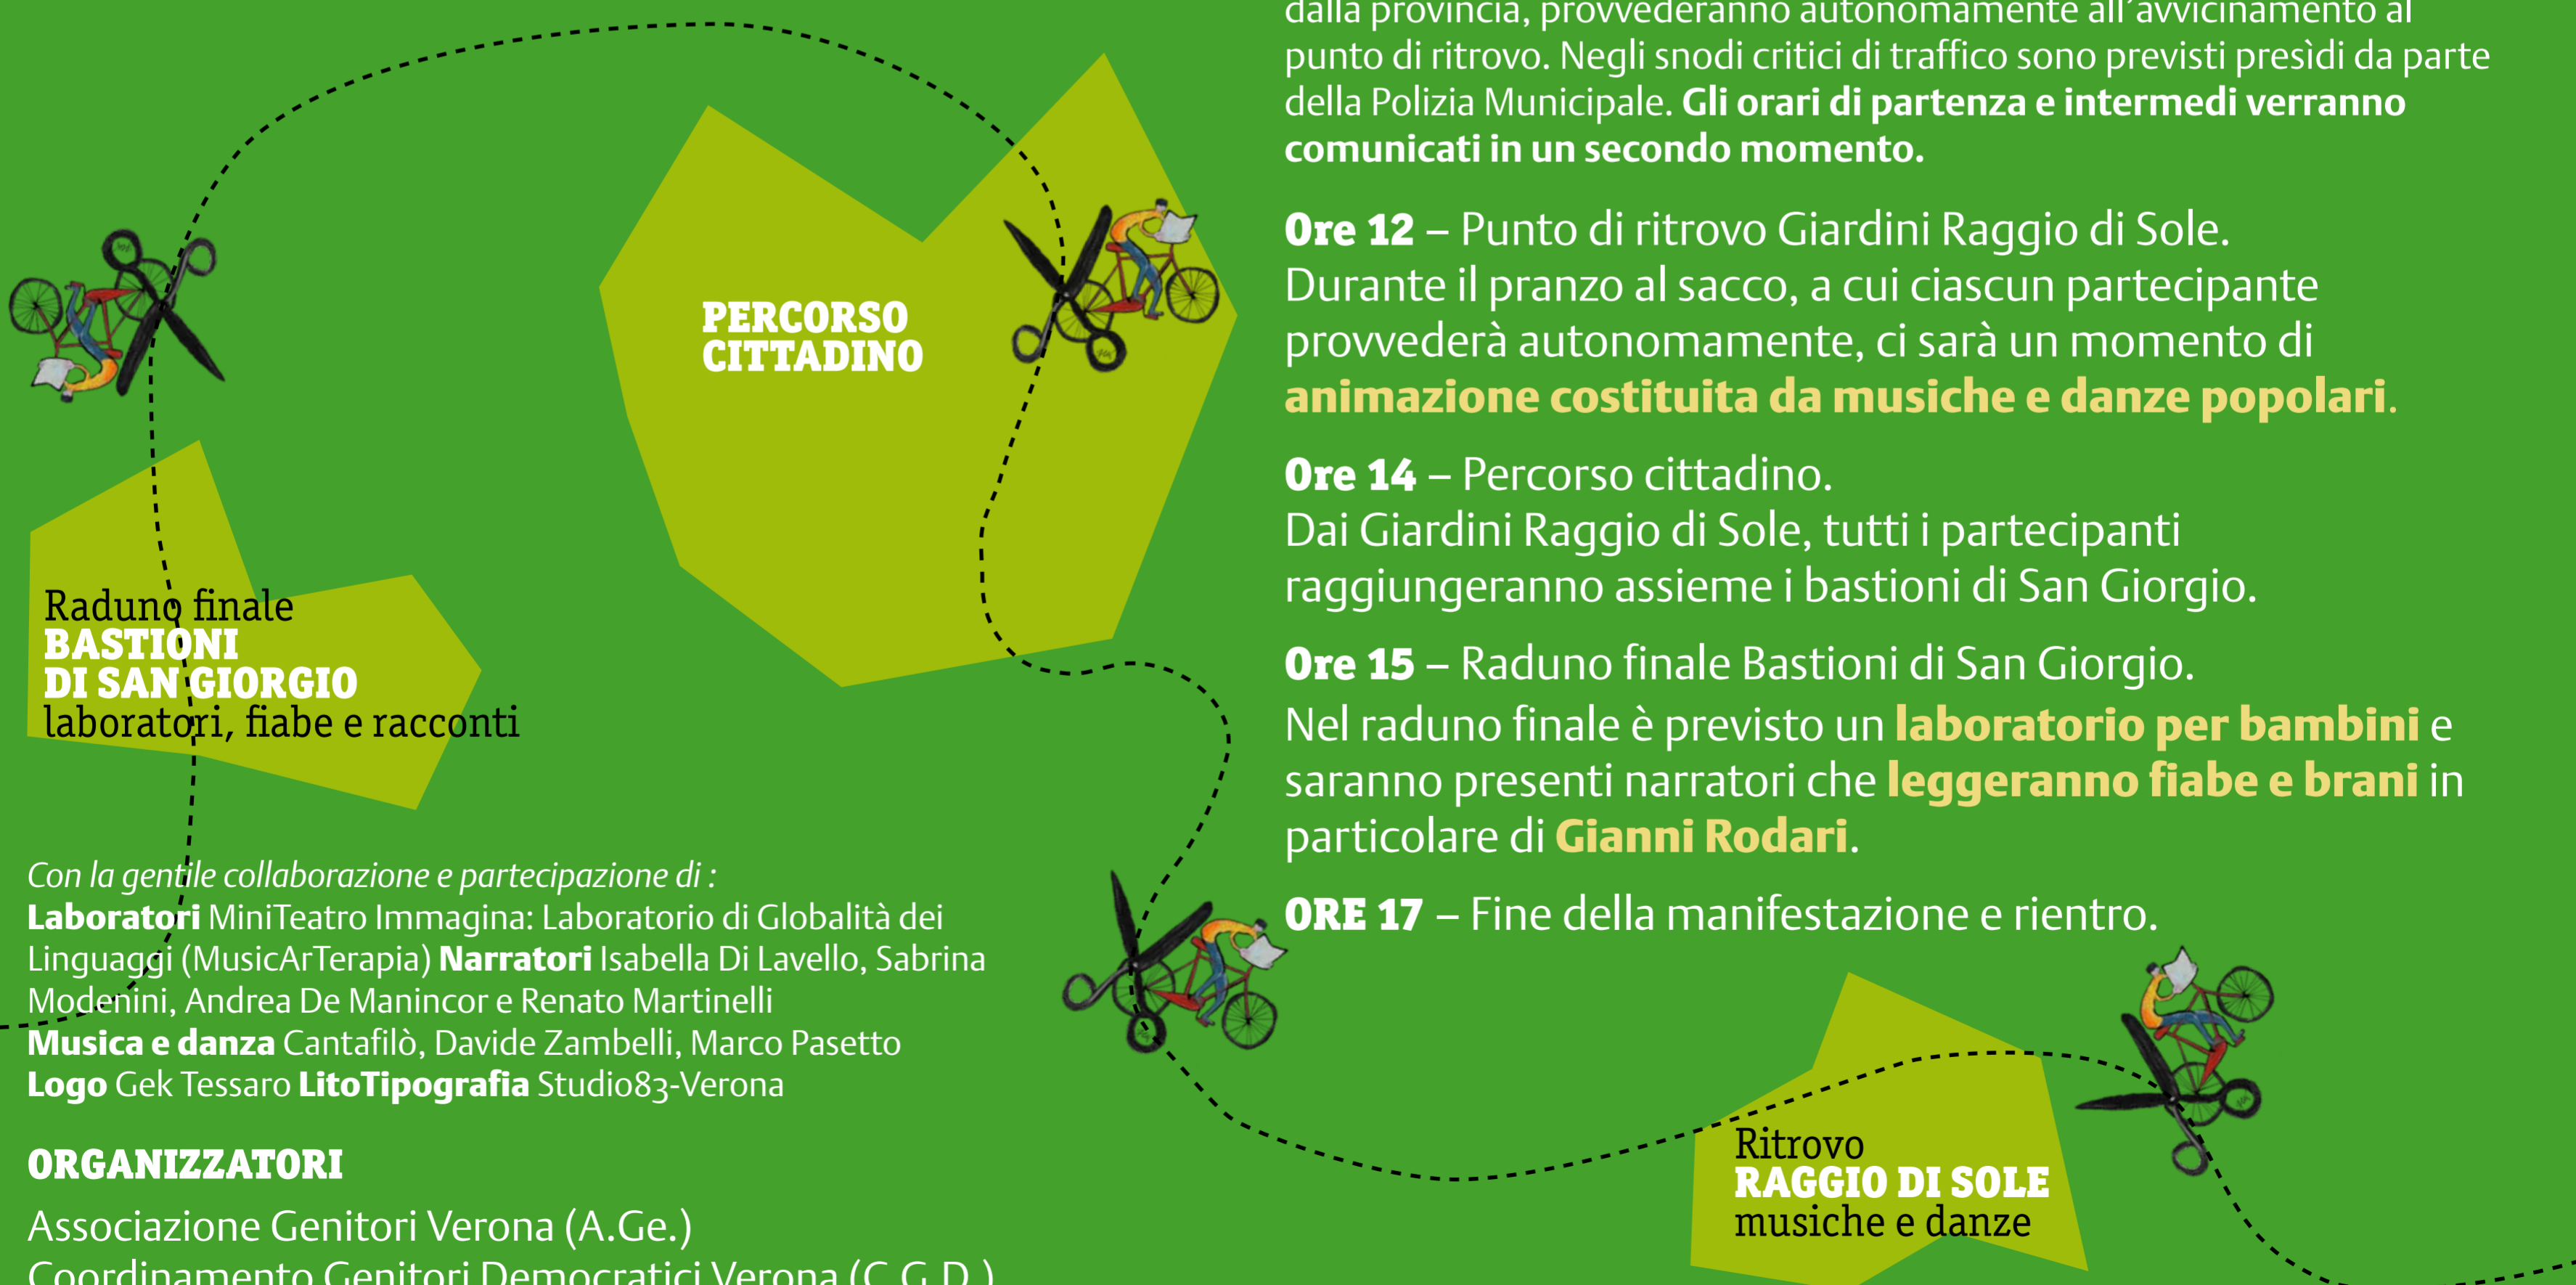 dalla provincia, provvederanno autonomamente all'avvicinamento al
punto di ritrovo. Negli snodi critici di traffico sono previsti presìdi da parte
della Polizia Municipale. Gli orari di partenza e intermedi verranno
comunicati in un secondo momento.
Ore 12 – Punto di ritrovo Giardini Raggio di Sole.
Durante il pranzo al sacco, a cui ciascun partecipante
provvederà autonomamente, ci sarà un momento di
animazione costituita da musiche e danze popolari.
Ore 14 – Percorso cittadino.
Dai Giardini Raggio di Sole, tutti i partecipanti
raggiungeranno assieme i bastioni di San Giorgio.
Ore 15 – Raduno finale Bastioni di San Giorgio.
Nel raduno finale è previsto un laboratorio per bambini e
saranno presenti narratori che leggeranno fiabe e brani in
particolare di Gianni Rodari.
ORE 17 – Fine della manifestazione e rientro.
PERCORSO
CITTADINO
Raduno finale
BASTIONI
DI SAN GIORGIO
laboratori, fiabe e racconti
Con la gentile collaborazione e partecipazione di :
Laboratori MiniTeatro Immagina: Laboratorio di Globalità dei
Linguaggi (MusicArTerapia) Narratori Isabella Di Lavello, Sabrina
Modenini, Andrea De Manincor e Renato Martinelli
Musica e danza Cantafilò, Davide Zambelli, Marco Pasetto
Logo Gek Tessaro LitoTipografia Studio83-Verona
ORGANIZZATORI
Associazione Genitori Verona (A.Ge.)
Coordinamento Genitori Democratici Verona (C.G.D.)
Ritrovo
RAGGIO DI SOLE
musiche e danze